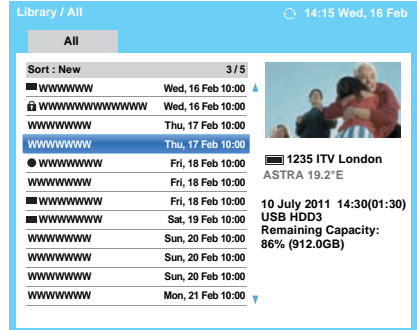 Library / All
14:15 Wed, 16 Feb
All
Sort : New 3 / 5
WWWWWW Wed, 16 Feb 10:00
WWWWWWWWWWWW Wed, 16 Feb 10:00
WWWWWWW Thu, 17 Feb 10:00
WWWWWWW Thu, 17 Feb 10:00
WWWWWWW Fri, 18 Feb 10:00
WWWWWWW Fri, 18 Feb 10:00
WWWWWWW Fri, 18 Feb 10:00
WWWWWWW Sat, 19 Feb 10:00
WWWWWWW Sun, 20 Feb 10:00
WWWWWWW Sun, 20 Feb 10:00
WWWWWWW Sun, 20 Feb 10:00
WWWWWWW Mon, 21 Feb 10:00
1235 ITV London
ASTRA 19.2°E
10 July 2011 14:30(01:30)
USB HDD3
Remaining Capacity:
86% (912.0GB)